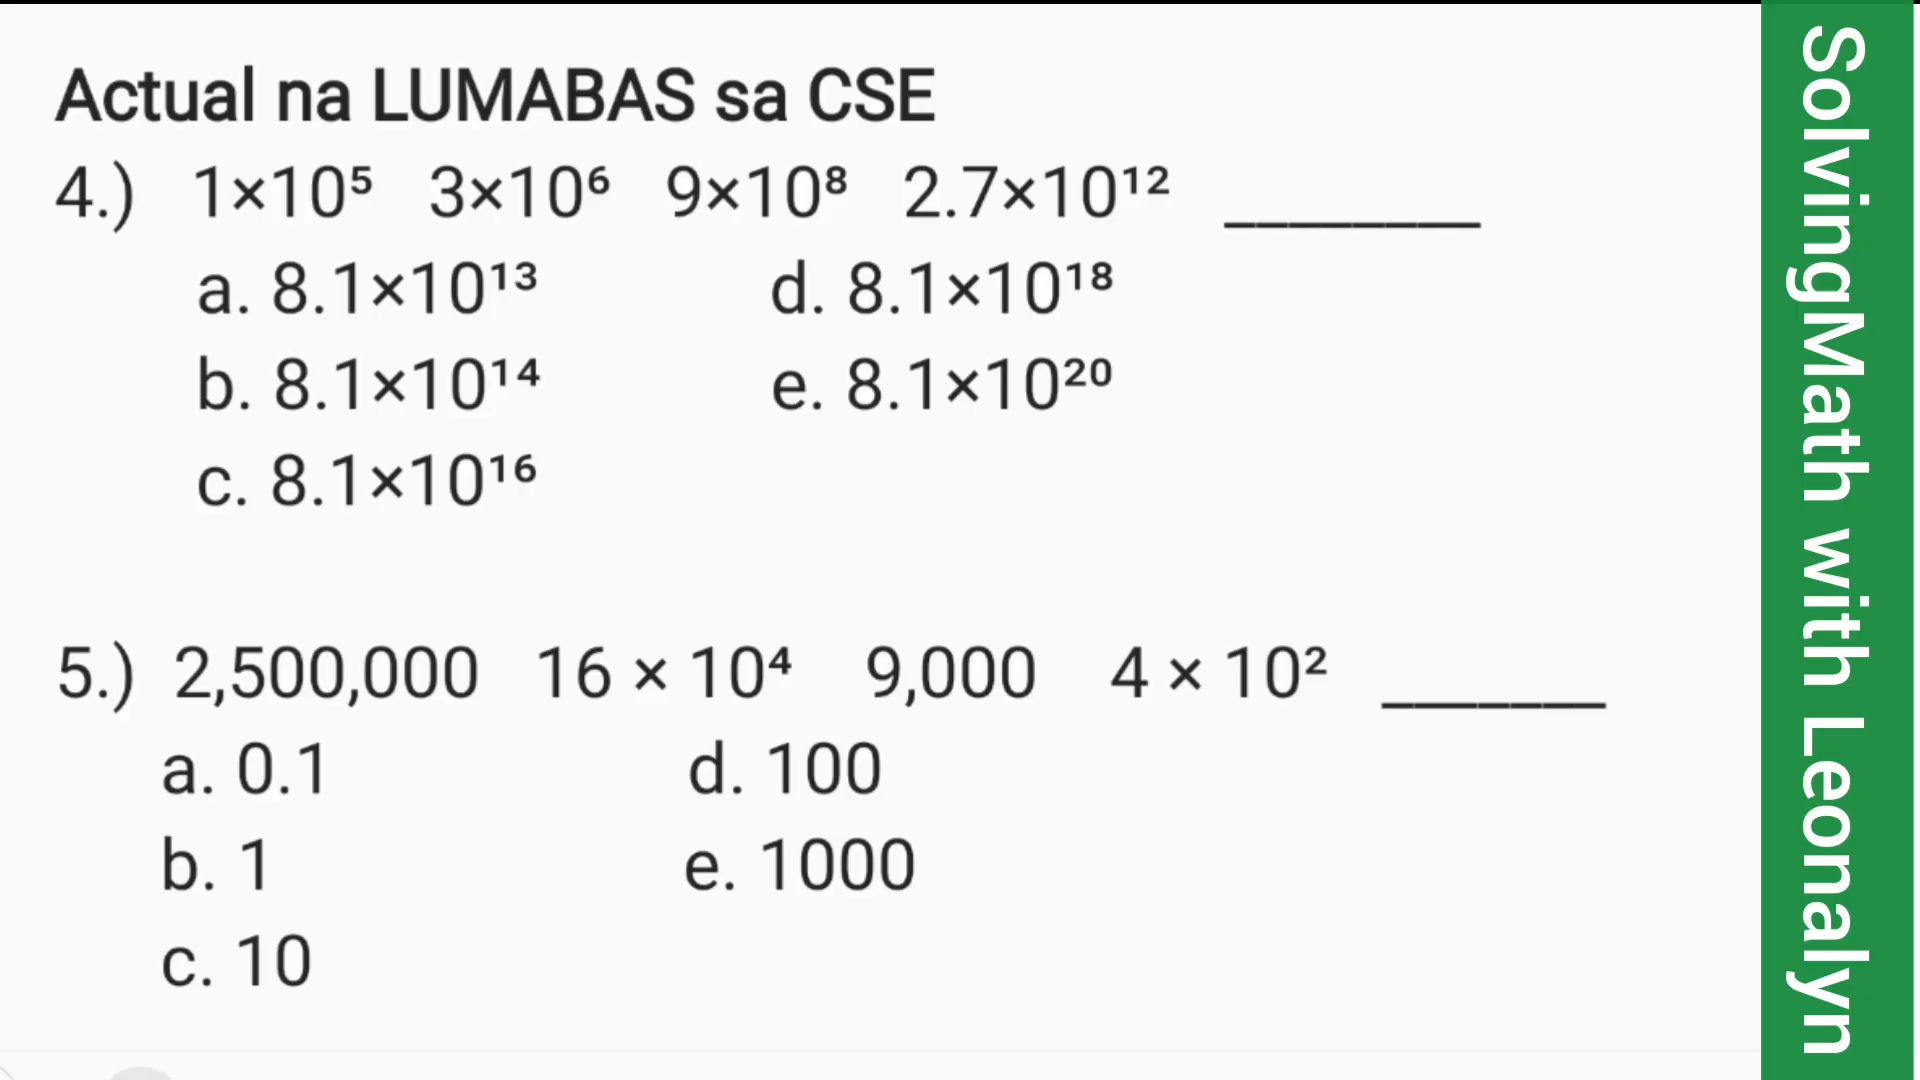 Actual na LUMABAS sa CSE
4.) 1×10⁵ 3×10⁶ 9×10⁸ 2.7×10¹² ________
a. 8.1×10¹³ d. 8.1×10¹⁸
b. 8.1×10¹⁴ e. 8.1×10²⁰
c. 8.1×10¹⁶
5.) 2,500,000 16 × 10⁴ 9,000 4 × 10² _______
a. 0.1 d. 100
b. 1 e. 1000
c. 10
SolvingMath with Leonalyn